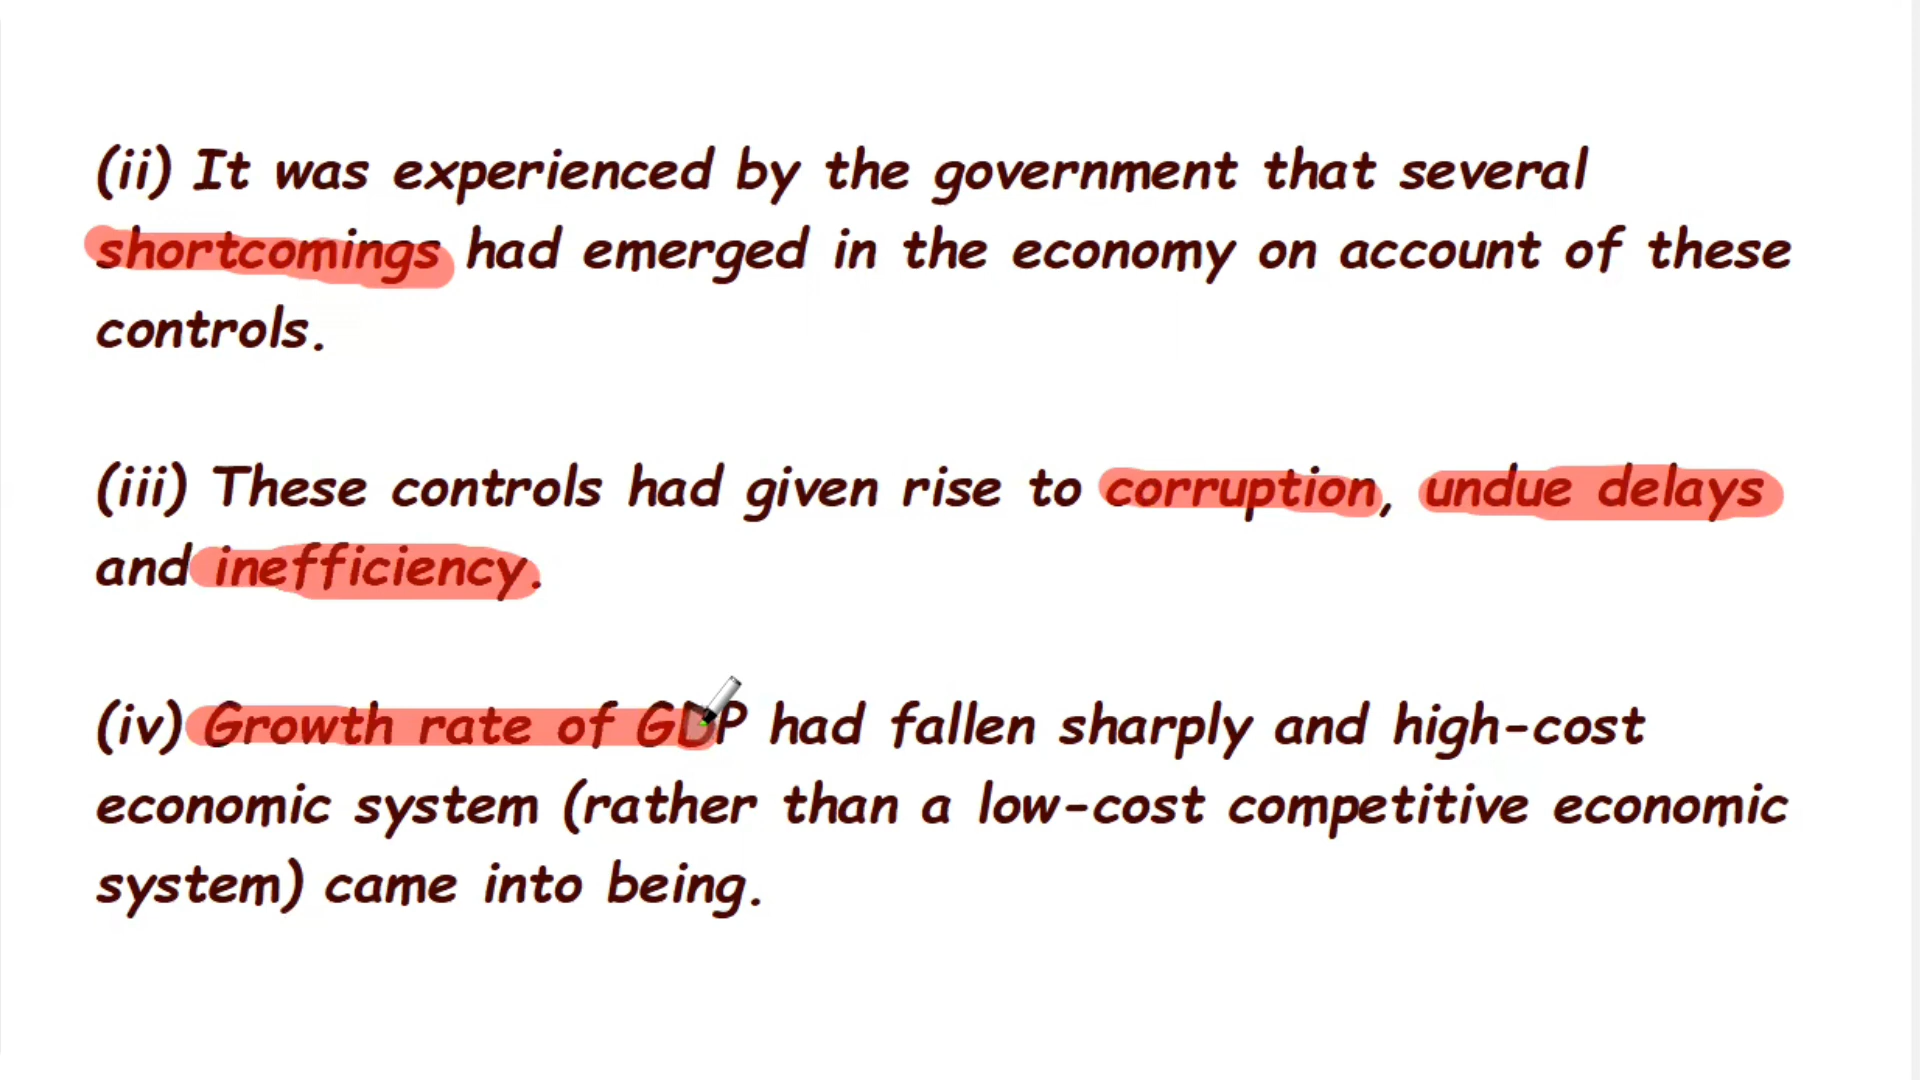 (ii) It was experienced by the government that several
shortcomings had emerged in the economy on account of these
controls.
(iii) These controls had given rise to corruption, undue delays
and inefficiency.
(iv) Growth rate of GDP had fallen sharply and high-cost
economic system (rather than a low-cost competitive economic
system) came into being.